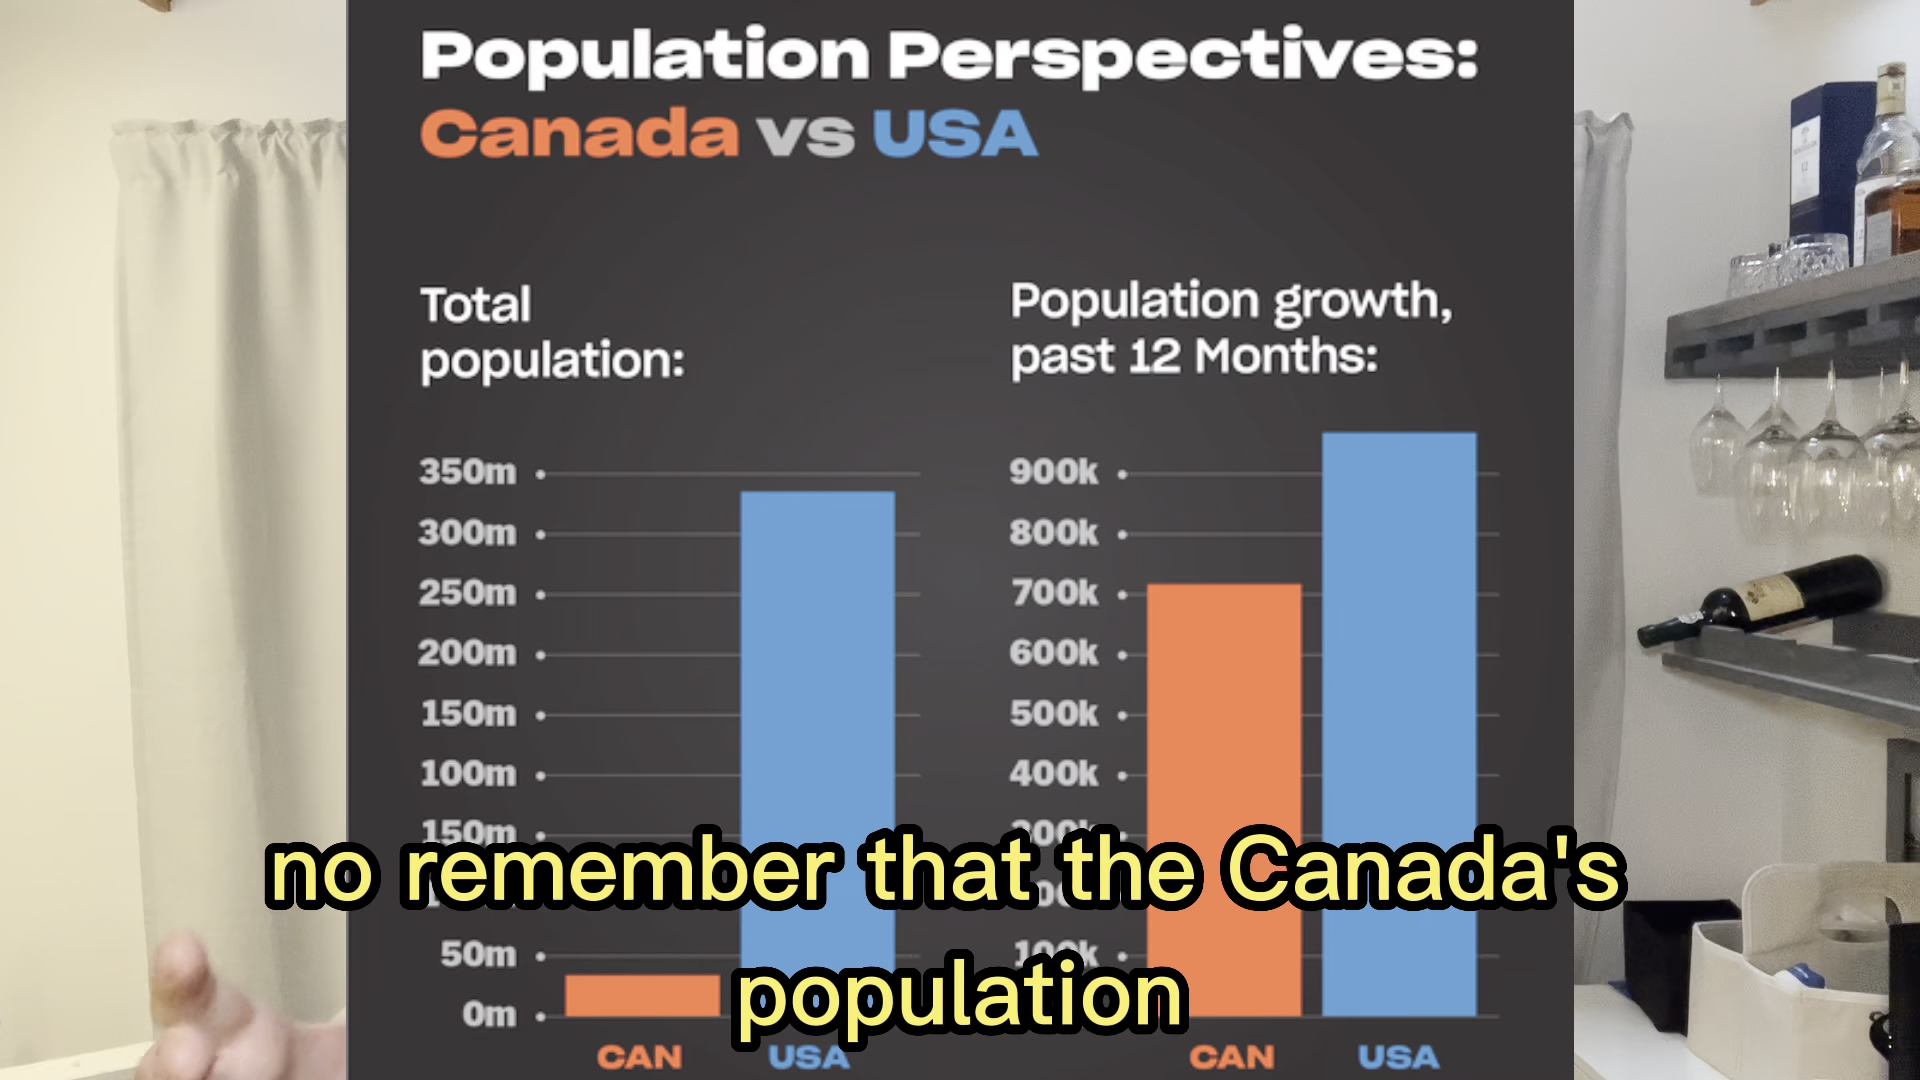 Population Perspectives:
Canada vs USA
Total
population:
Population growth,
past 12 Months:
350m
300m
250m
200m
150m
100m
150m
50m
0m
CAN
USA
900k
800k
700k
600k
500k
400k
100k
CAN
USA
no remember that the Canada's
population